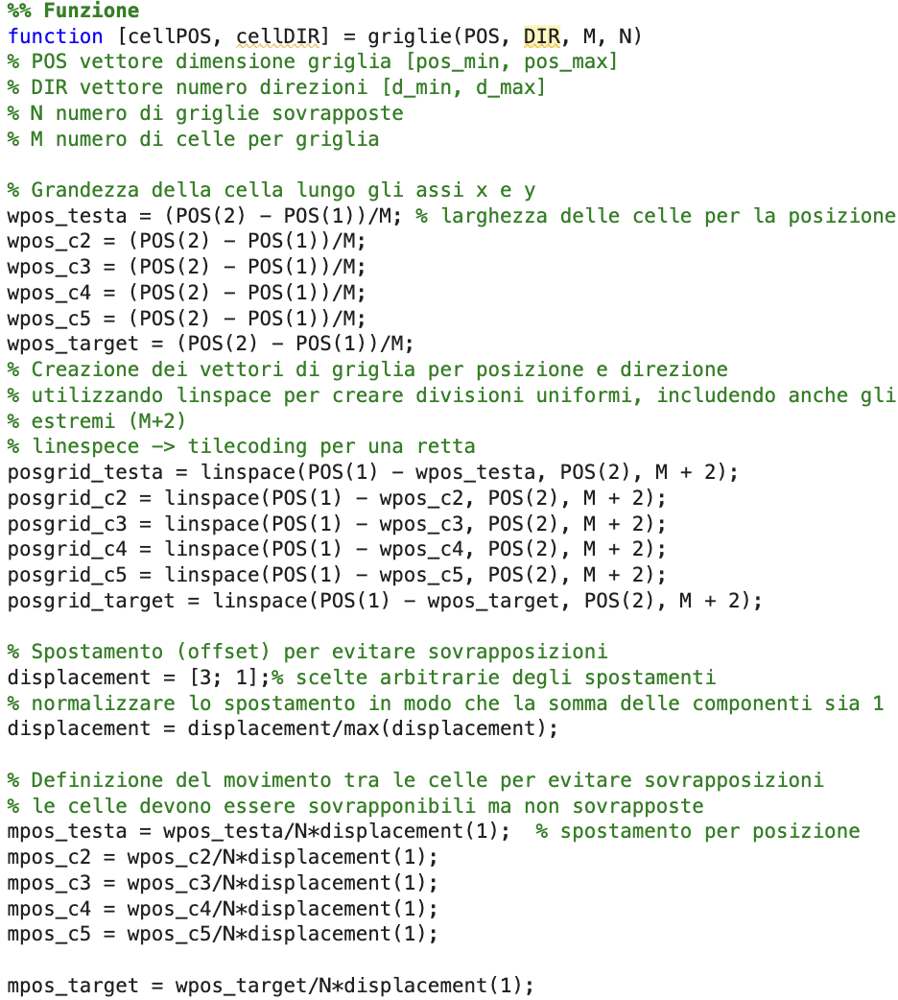 %% Funzione
function [cellPOS, cellDIR] = griglie(POS, DIR, M, N)
% POS vettore dimensione griglia [pos_min, pos_max]
% DIR vettore numero direzioni [d_min, d_max]
% N numero di griglie sovrapposte
% M numero di celle per griglia
% Grandezza della cella lungo gli assi x e y
wpos_testa = (POS(2) - POS(1))/M; % larghezza delle celle per la posizione
wpos_c2 = (POS(2) - POS(1))/M;
wpos_c3 = (POS(2) - POS(1))/M;
wpos_c4 = (POS(2) - POS(1))/M;
wpos_c5 = (POS(2) - POS(1))/M;
wpos_target = (POS(2) - POS(1))/M;
% Creazione dei vettori di griglia per posizione e direzione
% utilizzando linspace per creare divisioni uniformi, includendo anche gli
% estremi (M+2)
% linespece -> tilecoding per una retta
posgrid_testa = linspace(POS(1) - wpos_testa, POS(2), M + 2);
posgrid_c2 = linspace(POS(1) - wpos_c2, POS(2), M + 2);
posgrid_c3 = linspace(POS(1) - wpos_c3, POS(2), M + 2);
posgrid_c4 = linspace(POS(1) - wpos_c4, POS(2), M + 2);
posgrid_c5 = linspace(POS(1) - wpos_c5, POS(2), M + 2);
posgrid_target = linspace(POS(1) - wpos_target, POS(2), M + 2);
% Spostamento (offset) per evitare sovrapposizioni
displacement = [3; 1];% scelte arbitrarie degli spostamenti
% normalizzare lo spostamento in modo che la somma delle componenti sia 1
displacement = displacement/max(displacement);
% Definizione del movimento tra le celle per evitare sovrapposizioni
% le celle devono essere sovrapponibili ma non sovrapposte
mpos_testa = wpos_testa/N*displacement(1);  % spostamento per posizione
mpos_c2 = wpos_c2/N*displacement(1);
mpos_c3 = wpos_c3/N*displacement(1);
mpos_c4 = wpos_c4/N*displacement(1);
mpos_c5 = wpos_c5/N*displacement(1);
mpos_target = wpos_target/N*displacement(1);